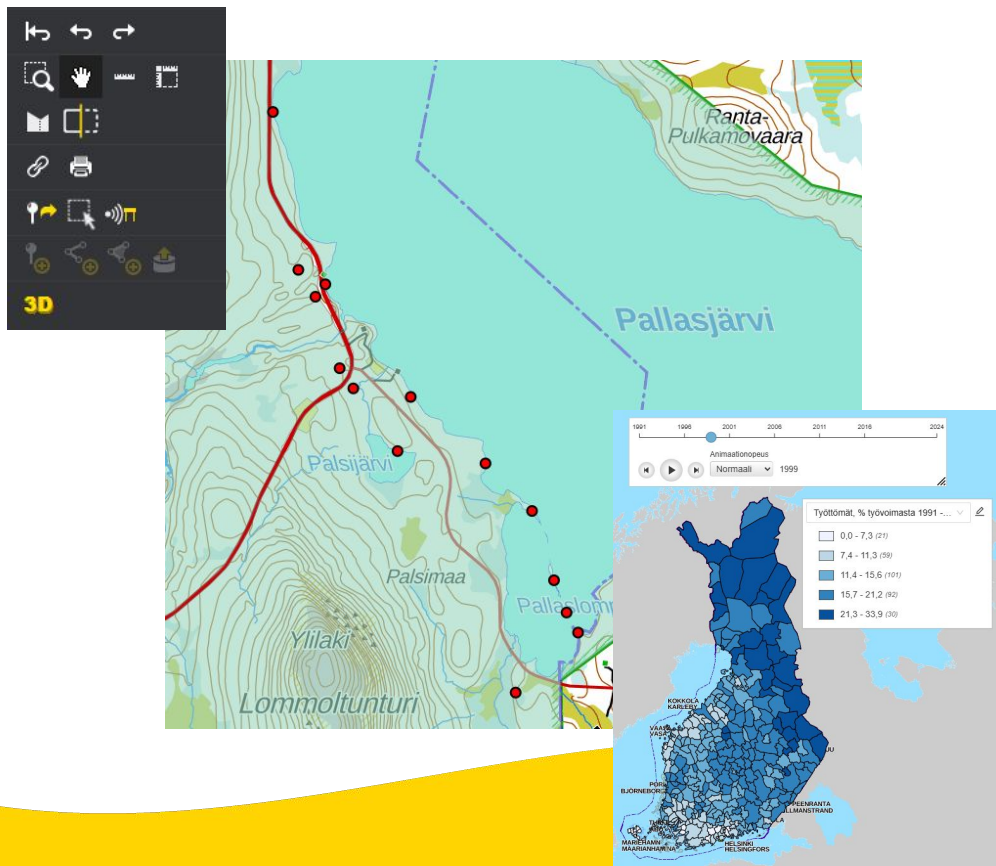 3D
Ranta-
Pulkamovaara
Pallasjärvi
Palsijärvi
Palsimaa
Ylilaki
Lommoltunturi
1991 1996 2001 2006 2011 2016 2024
Animaationopeus
Normaali 1999
Työttömät, % työvoimasta 1991 -...
0,0 - 7,3 (21)
7,4 - 11,3 (59)
11,4 - 15,6 (101)
15,7 - 21,2 (92)
21,3 - 33,9 (30)
KOKKOLA
KARLEBY
VAASA
VASA
PORI
BJÖRNEBORG
MARIEHAMN
MAARIANHAMINA
HELSINKI
HELSINGFORS